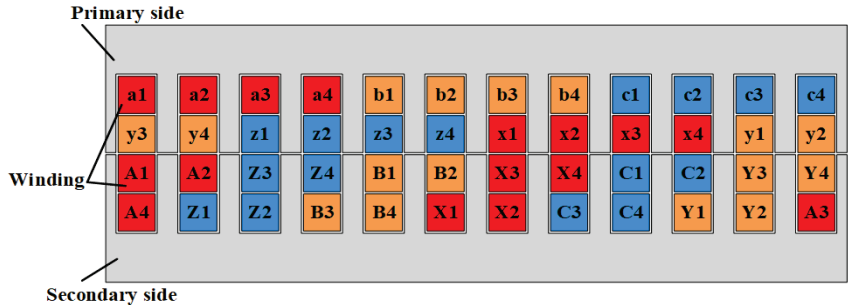 Primary side
a1 a2 a3 a4 b1 b2 b3 b4 c1 c2 c3 c4
y3 y4 z1 z2 z3 z4 x1 x2 x3 x4 y1 y2
Winding
A1 A2 Z3 Z4 B1 B2 X3 X4 C1 C2 Y3 Y4
A4 Z1 Z2 B3 B4 X1 X2 C3 C4 Y1 Y2 A3
Secondary side